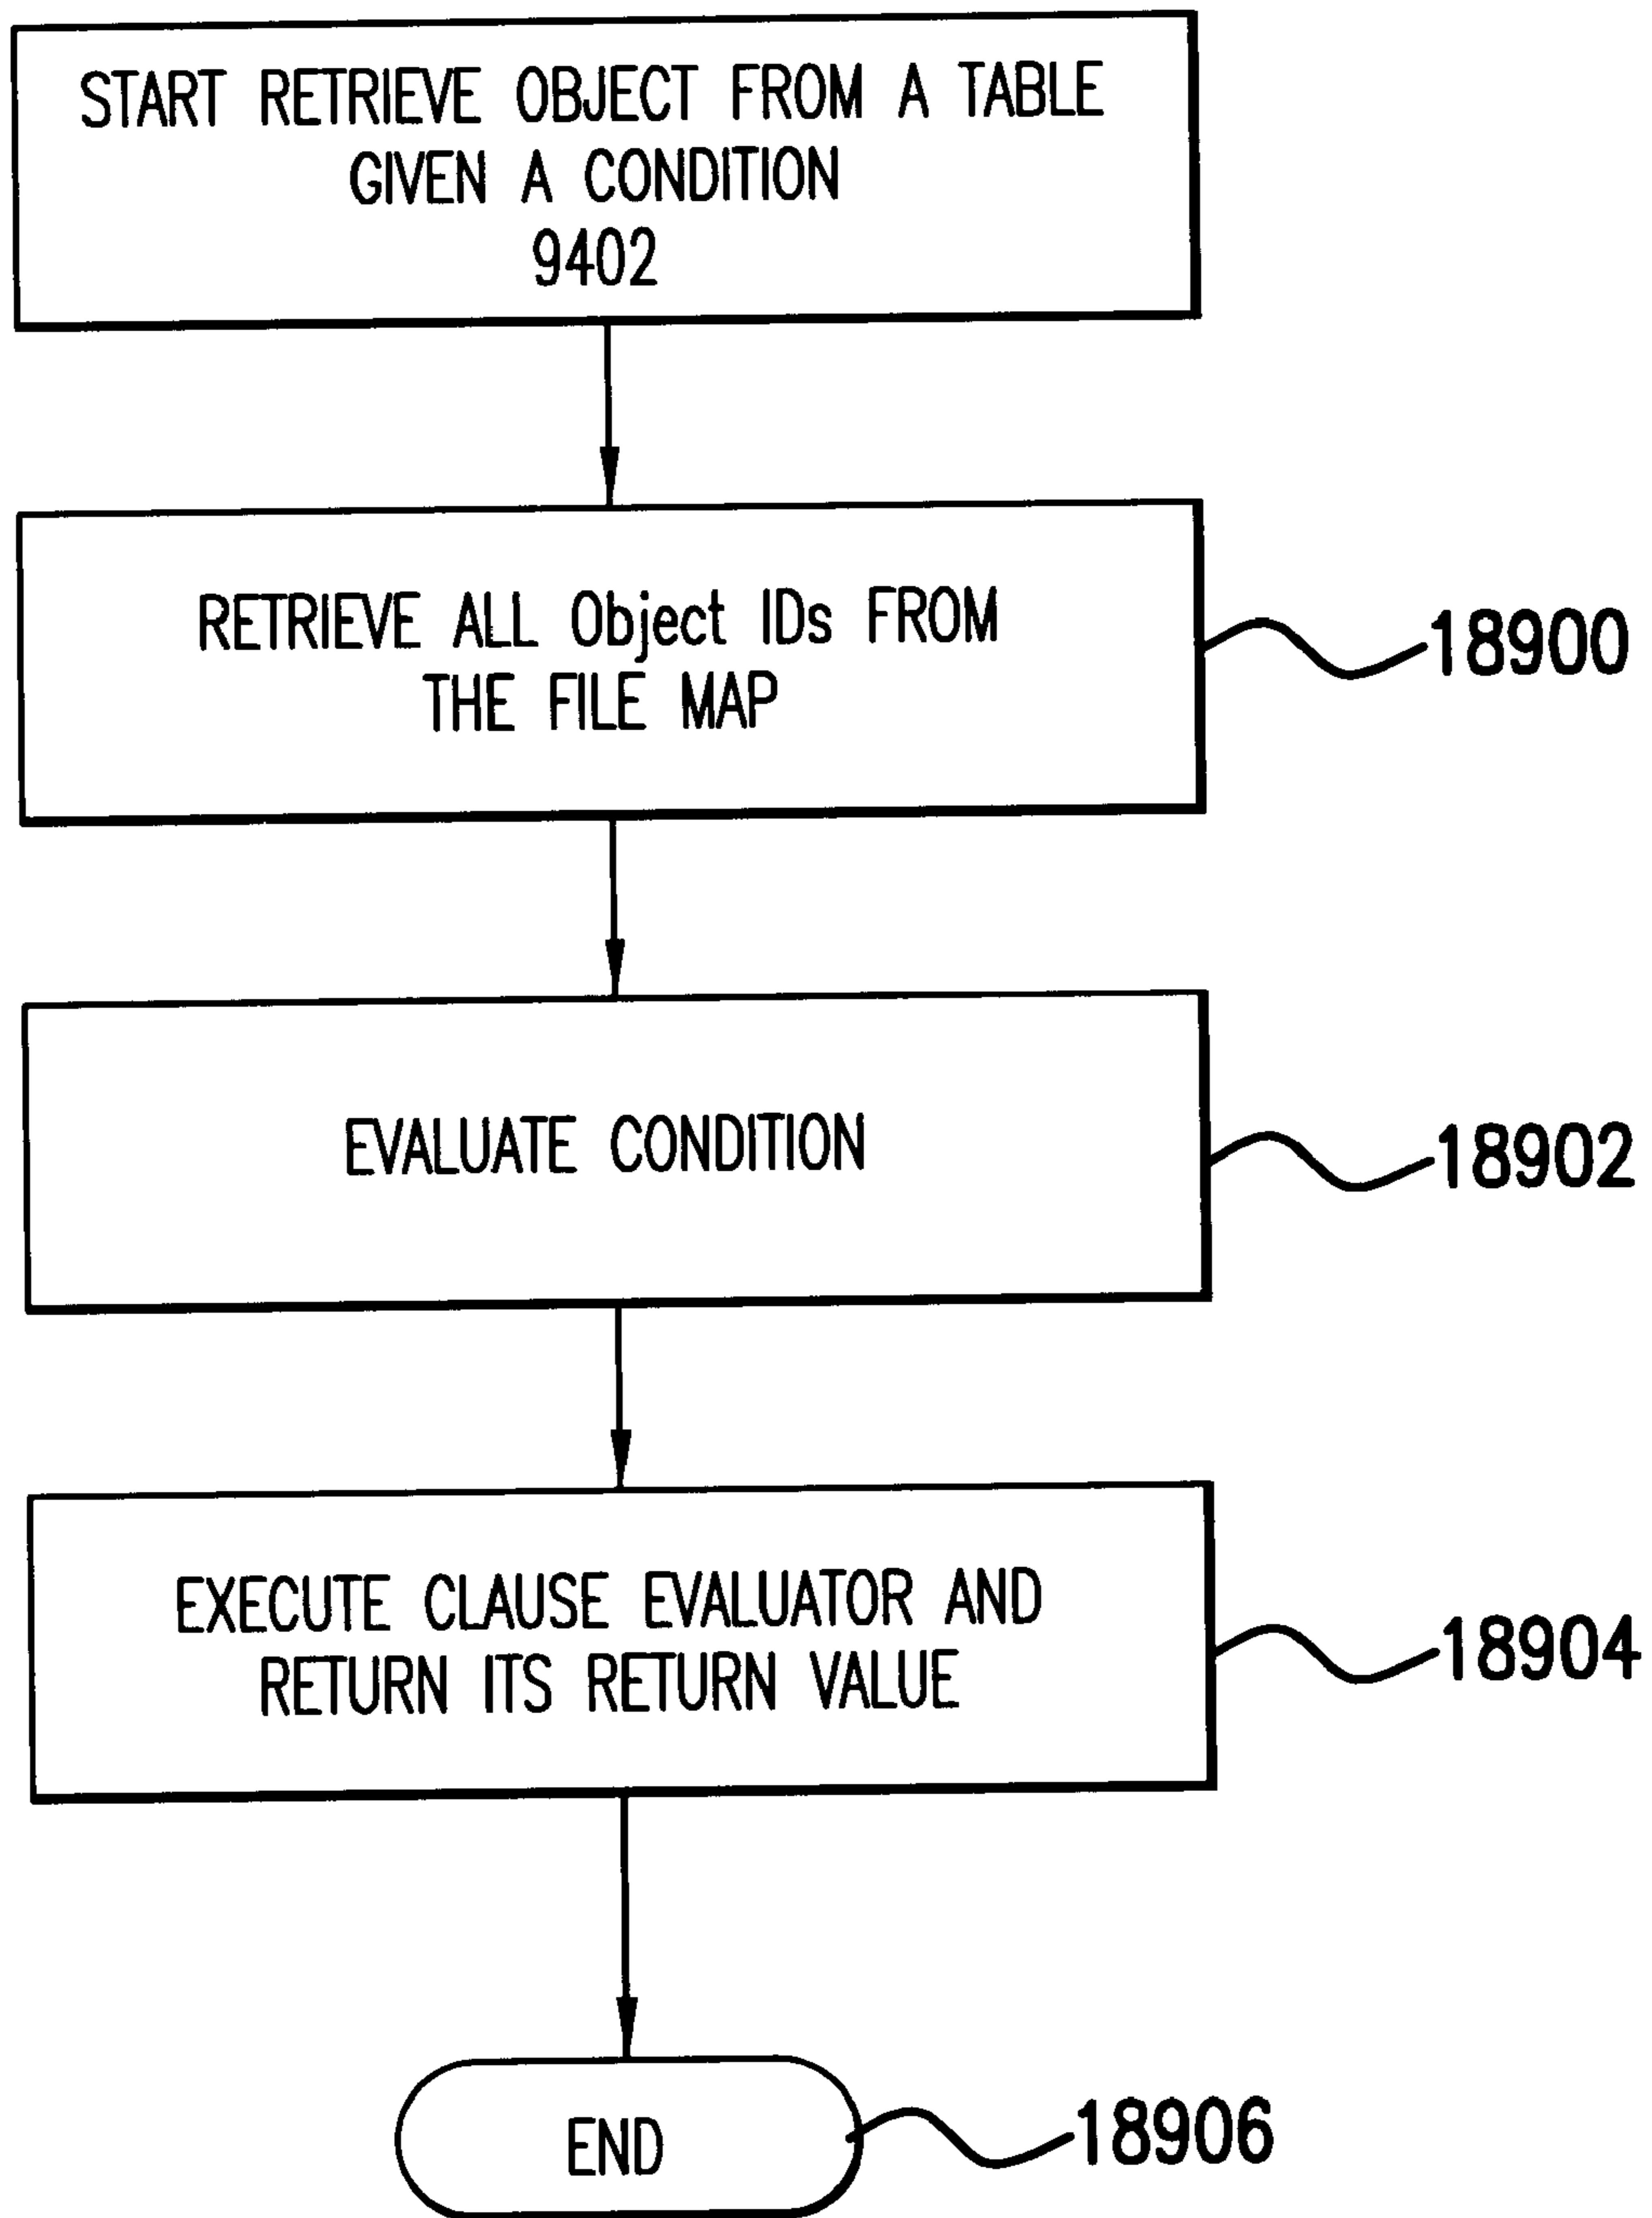 START RETRIEVE OBJECT FROM A TABLE
GIVEN A CONDITION
9402
RETRIEVE ALL Object IDs FROM
THE FILE MAP
18900
EVALUATE CONDITION
18902
EXECUTE CLAUSE EVALUATOR AND
RETURN ITS RETURN VALUE
18904
END
18906